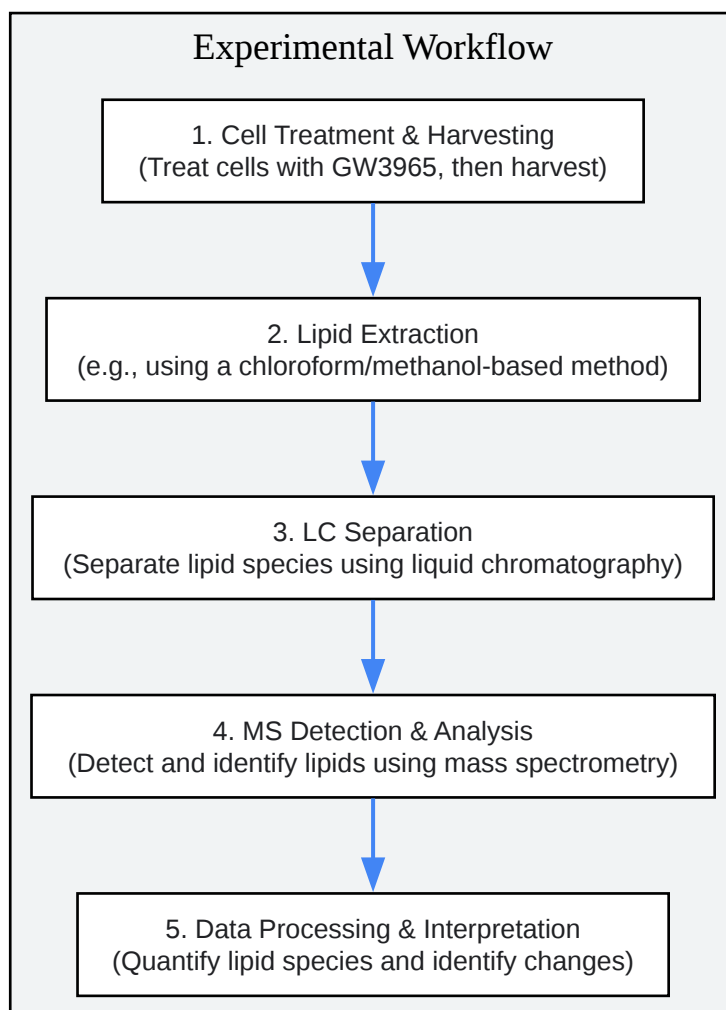 Experimental Workflow
1. Cell Treatment & Harvesting
(Treat cells with GW3965, then harvest)
2. Lipid Extraction
(e.g., using a chloroform/methanol-based method)
3. LC Separation
(Separate lipid species using liquid chromatography)
4. MS Detection & Analysis
(Detect and identify lipids using mass spectrometry)
5. Data Processing & Interpretation
(Quantify lipid species and identify changes)